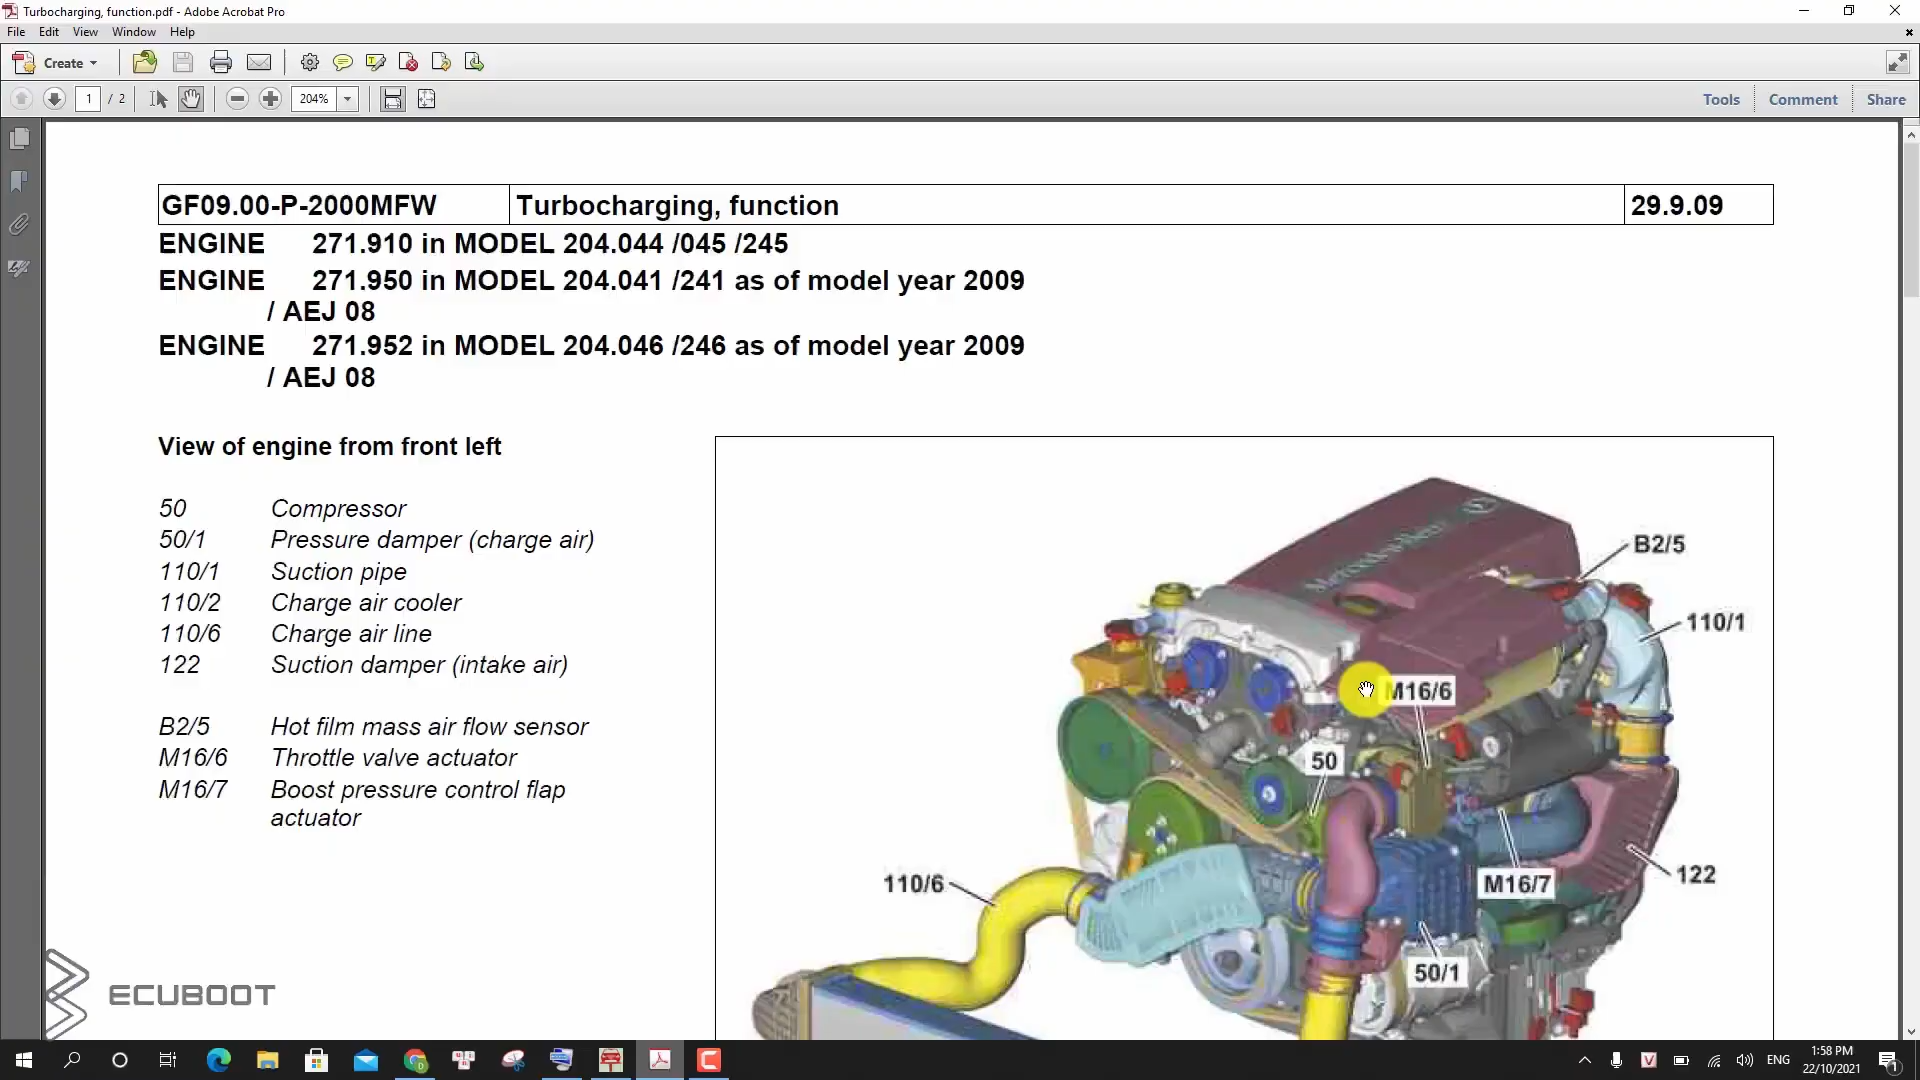 Turbocharging, function.pdf - Adobe Acrobat Pro
File Edit View Window Help
Create
1 / 2 204% Tools Comment Share
GF09.00-P-2000MFW Turbocharging, function 29.9.09
ENGINE 271.910 in MODEL 204.044 /045 /245
ENGINE 271.950 in MODEL 204.041 /241 as of model year 2009
/ AEJ 08
ENGINE 271.952 in MODEL 204.046 /246 as of model year 2009
/ AEJ 08
View of engine from front left
50 Compressor
50/1 Pressure damper (charge air)
110/1 Suction pipe
110/2 Charge air cooler
110/6 Charge air line
122 Suction damper (intake air)
B2/5 Hot film mass air flow sensor
M16/6 Throttle valve actuator
M16/7 Boost pressure control flap
actuator
Mercedes-Benz
B2/5
110/1
M16/6
50
110/6
M16/7
122
50/1
ECUBOOT
ENG
1:58 PM
22/10/2021